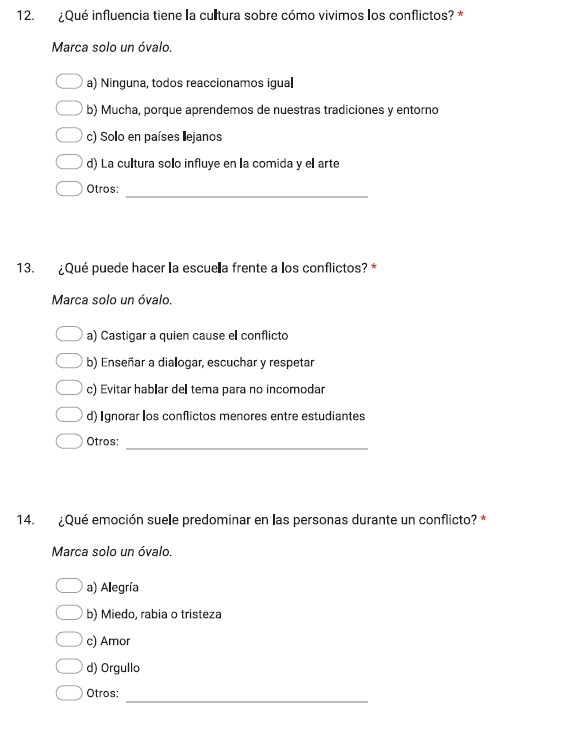 12. ¿Qué influencia tiene la cultura sobre cómo vivimos los conflictos? *
Marca solo un óvalo.
a) Ninguna, todos reaccionamos igual
b) Mucha, porque aprendemos de nuestras tradiciones y entorno
c) Solo en países lejanos
d) La cultura solo influye en la comida y el arte
Otros:
13. ¿Qué puede hacer la escuela frente a los conflictos? *
Marca solo un óvalo.
a) Castigar a quien cause el conflicto
b) Enseñar a dialogar, escuchar y respetar
c) Evitar hablar del tema para no incomodar
d) Ignorar los conflictos menores entre estudiantes
Otros:
14. ¿Qué emoción suele predominar en las personas durante un conflicto? *
Marca solo un óvalo.
a) Alegría
b) Miedo, rabia o tristeza
c) Amor
d) Orgullo
Otros: